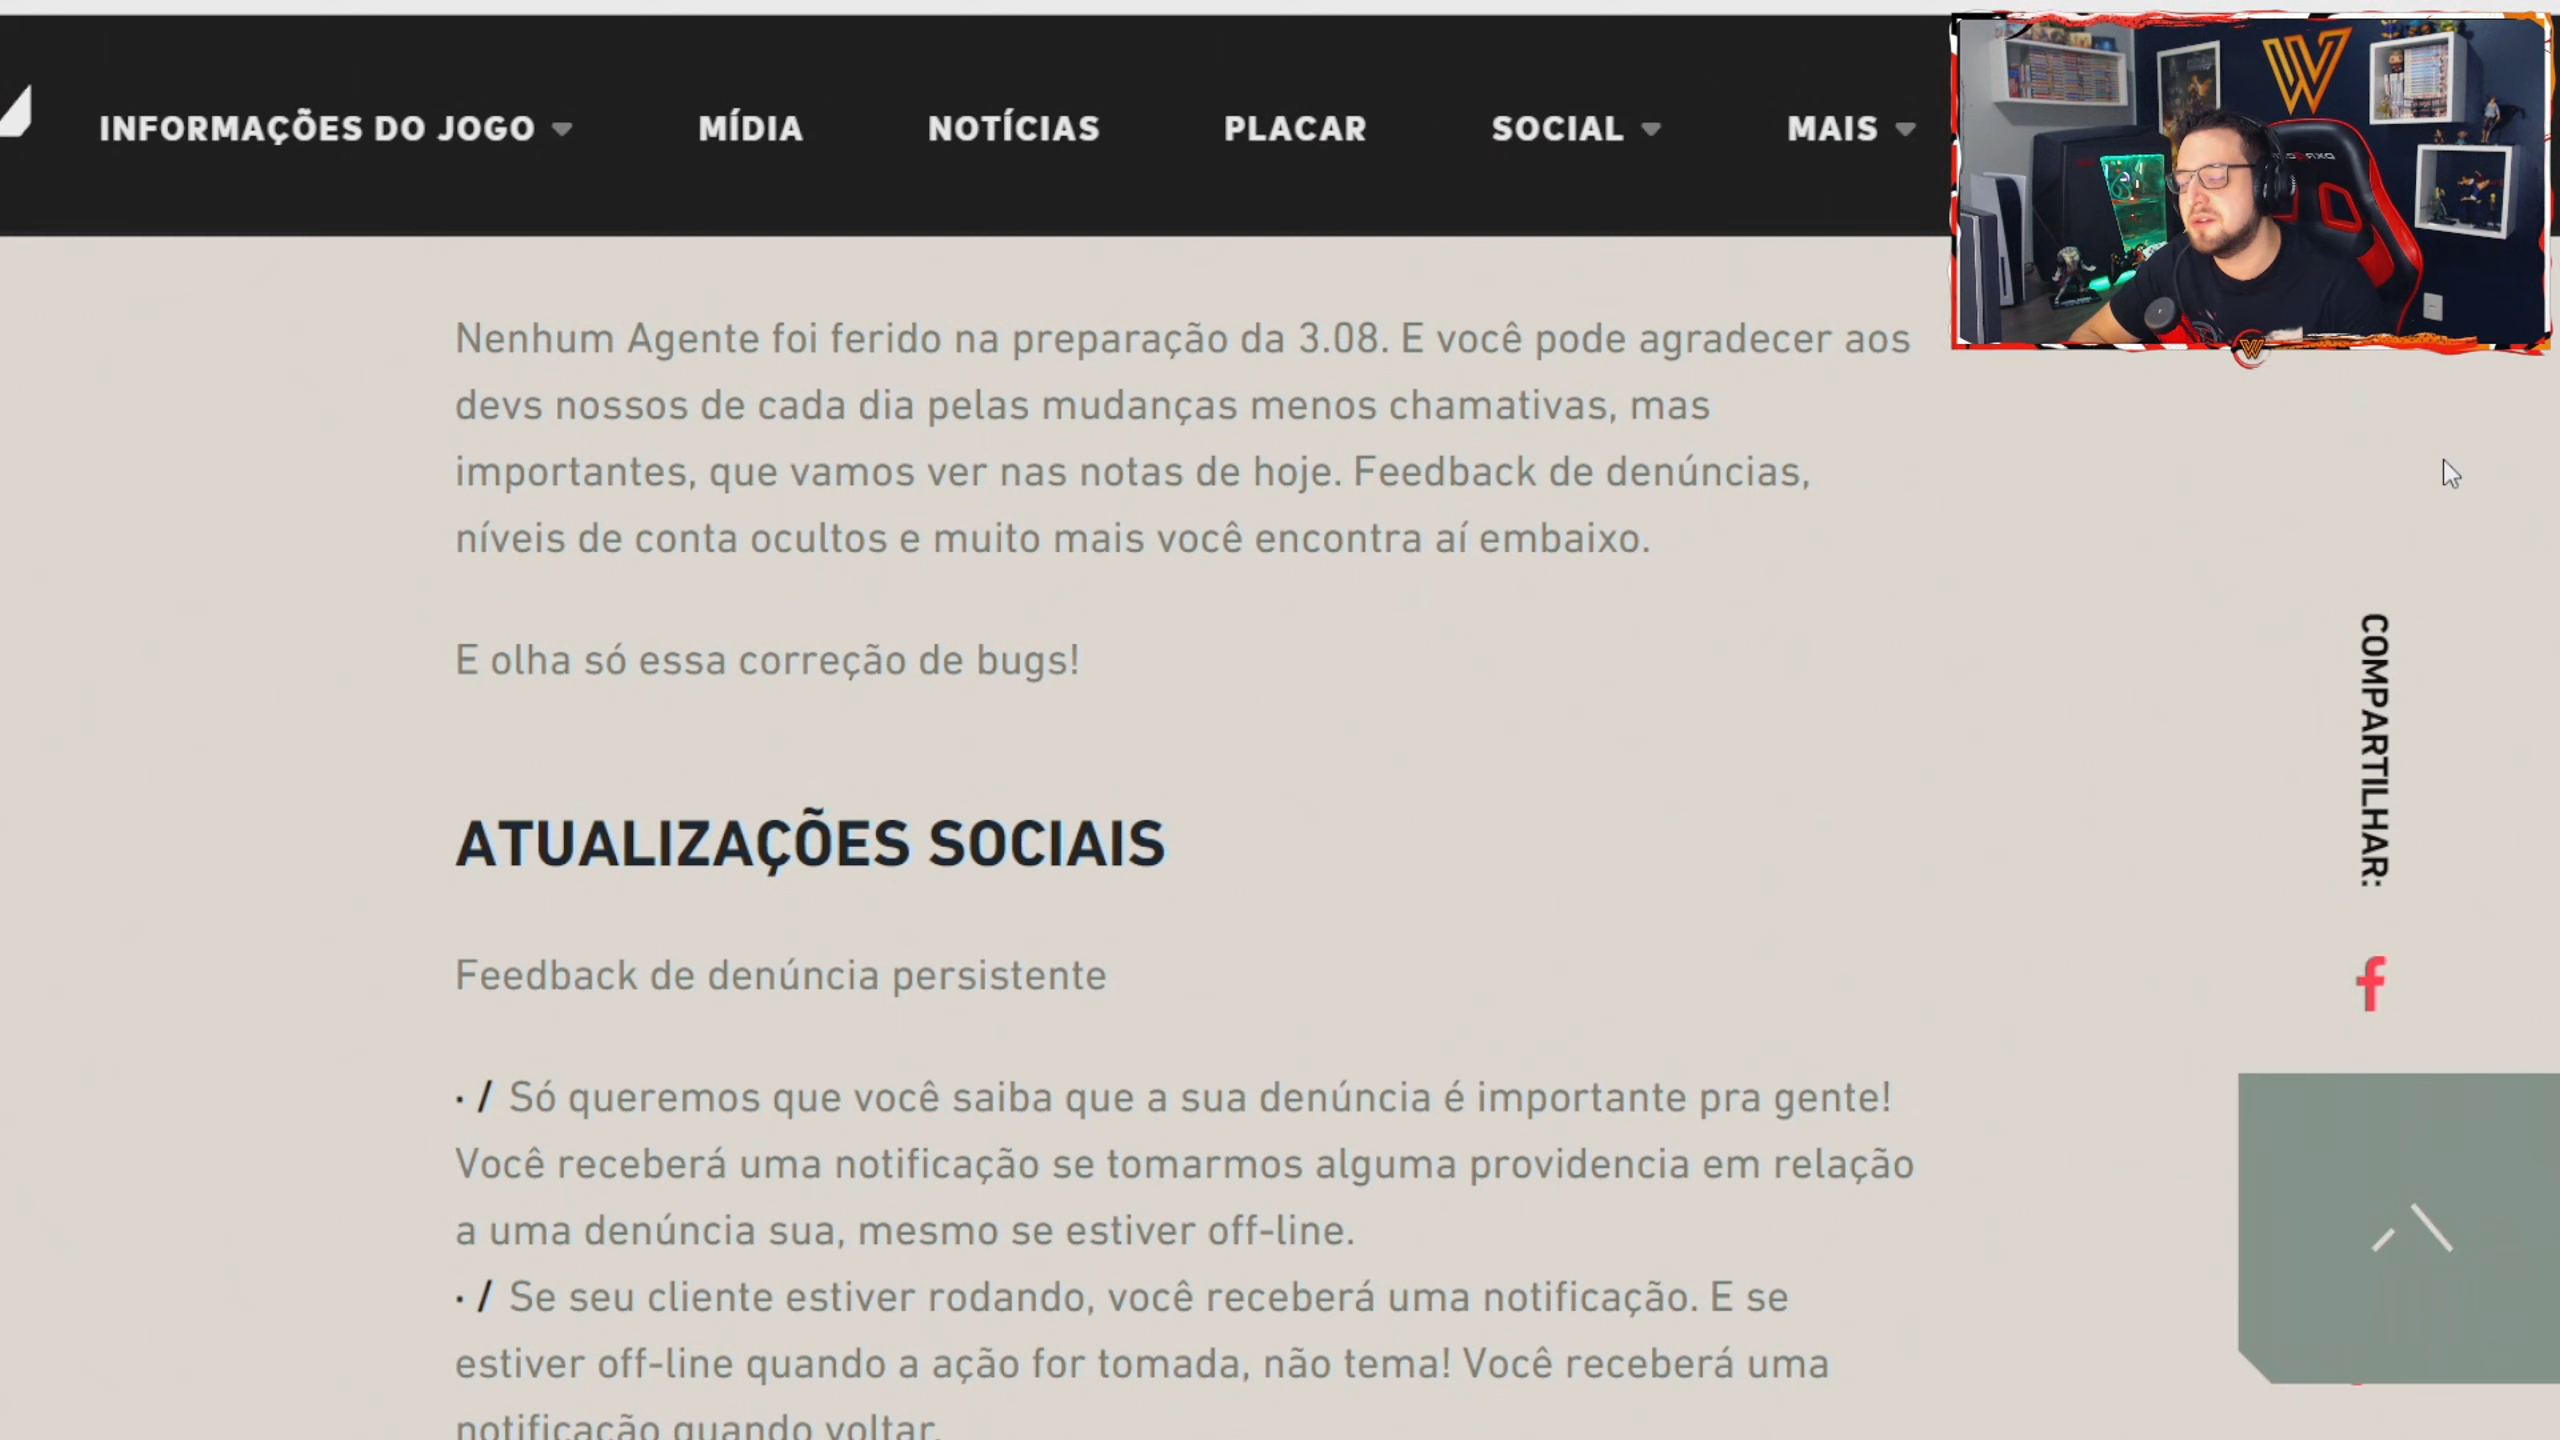 INFORMAÇÕES DO JOGO
MÍDIA
NOTÍCIAS
PLACAR
SOCIAL
MAIS
Nenhum Agente foi ferido na preparação da 3.08. E você pode agradecer aos
devs nossos de cada dia pelas mudanças menos chamativas, mas
importantes, que vamos ver nas notas de hoje. Feedback de denúncias,
níveis de conta ocultos e muito mais você encontra aí embaixo.
E olha só essa correção de bugs!
ATUALIZAÇÕES SOCIAIS
Feedback de denúncia persistente
· / Só queremos que você saiba que a sua denúncia é importante pra gente!
Você receberá uma notificação se tomarmos alguma providencia em relação
a uma denúncia sua, mesmo se estiver off-line.
· / Se seu cliente estiver rodando, você receberá uma notificação. E se
estiver off-line quando a ação for tomada, não tema! Você receberá uma
notificação quando voltar.
COMPARTILHAR: